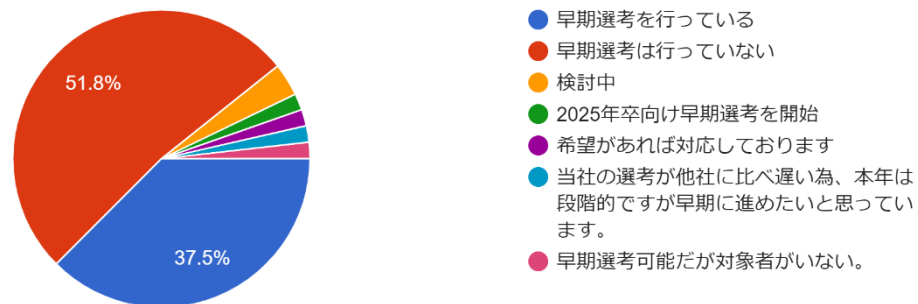 51.8%
37.5%
早期選考を行っている
早期選考は行っていない
検討中
2025年卒向け早期選考を開始
希望があれば対応しております
当社の選考が他社に比べ遅い為、本年は
段階的ですが早期に進めたいと思ってい
ます。
早期選考可能だが対象者がいない。